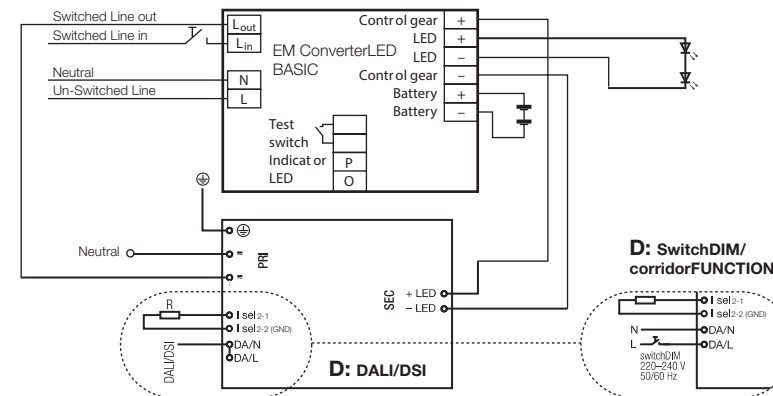 Switched Line out
Switched Line in
Neutral
Un-Switched Line
Lout
Lin
N
L
EM ConverterLED
BASIC
Control gear +
LED +
LED –
Control gear –
Battery +
Battery –
Test
switch
Indicat or
LED
P
O
Neutral
PRI
SEC
+ LED
– LED
R
I sel 2-1
I sel 2-2 (GND)
DA/N
DA/L
DALI/DSI
D: DALI/DSI
D: SwitchDIM/
corridorFUNCTION
I sel 2-1
I sel 2-2 (GND)
N
DA/N
L
DA/L
switchDIM
220–240 V
50/60 Hz